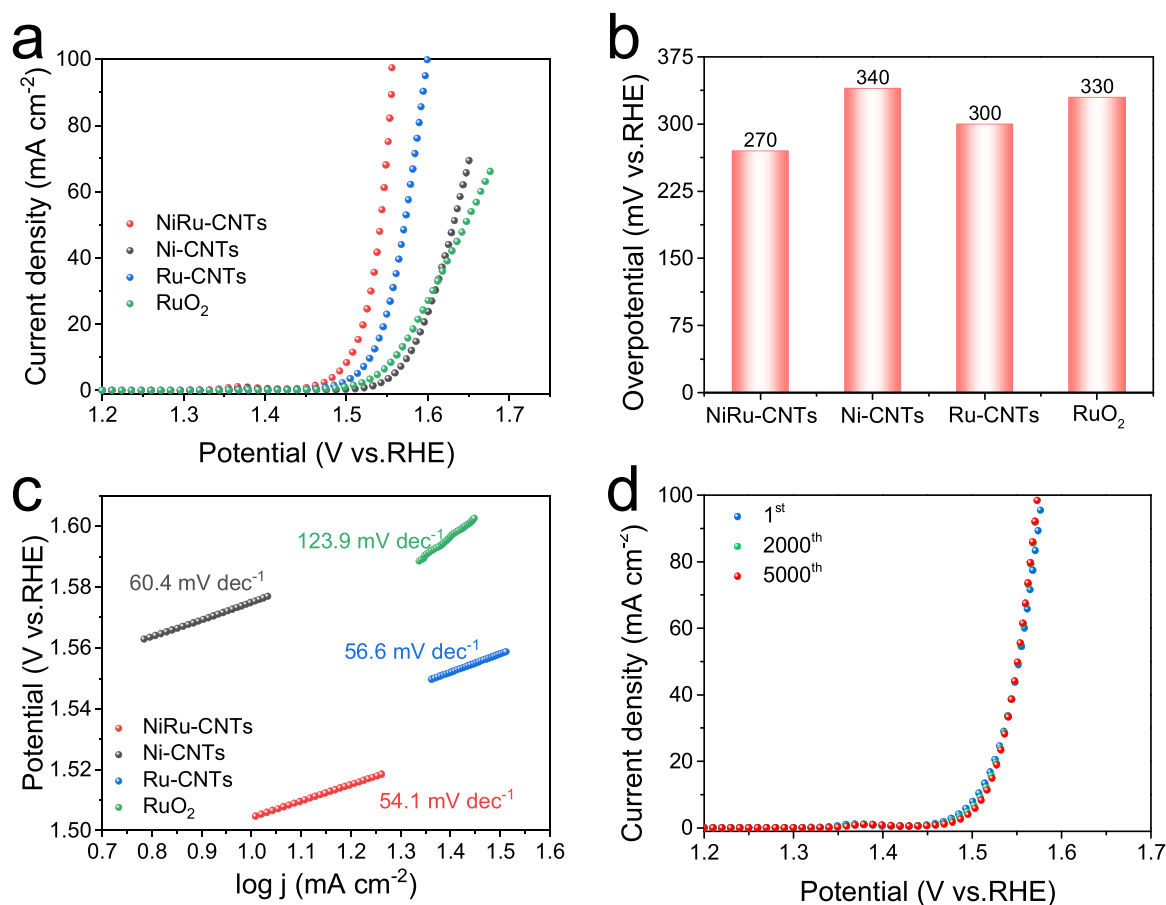 a
100
80
60
40
20
0
Current density (mA cm⁻²)
NiRu-CNTs
Ni-CNTs
Ru-CNTs
RuO₂
1.2 1.3 1.4 1.5 1.6 1.7
Potential (V vs.RHE)
b
375
300
225
150
75
0
Overpotential (mV vs.RHE)
270
340
300
330
NiRu-CNTs Ni-CNTs Ru-CNTs RuO₂
c
1.60
1.58
1.56
1.54
1.52
1.50
Potential (V vs.RHE)
123.9 mV dec⁻¹
60.4 mV dec⁻¹
56.6 mV dec⁻¹
54.1 mV dec⁻¹
NiRu-CNTs
Ni-CNTs
Ru-CNTs
RuO₂
0.7 0.8 0.9 1.0 1.1 1.2 1.3 1.4 1.5 1.6
log j (mA cm⁻²)
d
100
80
60
40
20
0
Current density (mA cm⁻²)
1ˢᵗ
2000ᵗʰ
5000ᵗʰ
1.2 1.3 1.4 1.5 1.6 1.7
Potential (V vs.RHE)